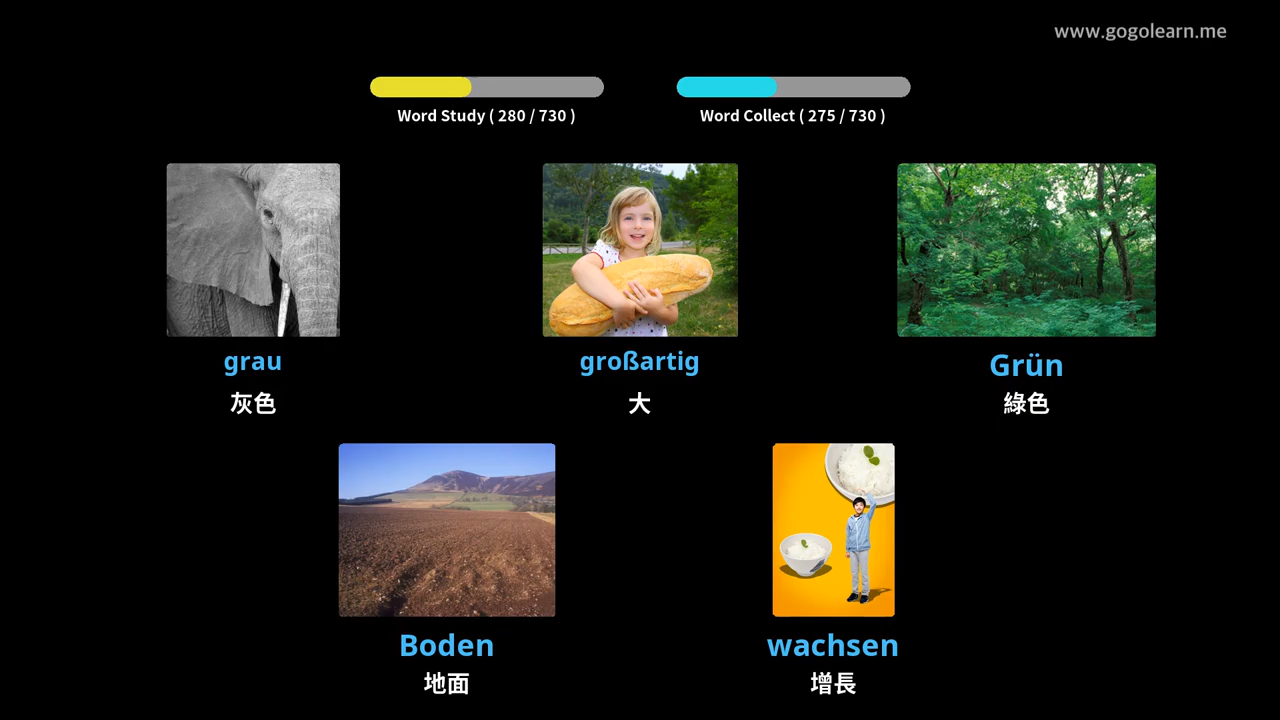 www.gogolearn.me
Word Study ( 280 / 730 )
Word Collect ( 275 / 730 )
grau
灰色
großartig
大
Grün
綠色
Boden
地面
wachsen
增長